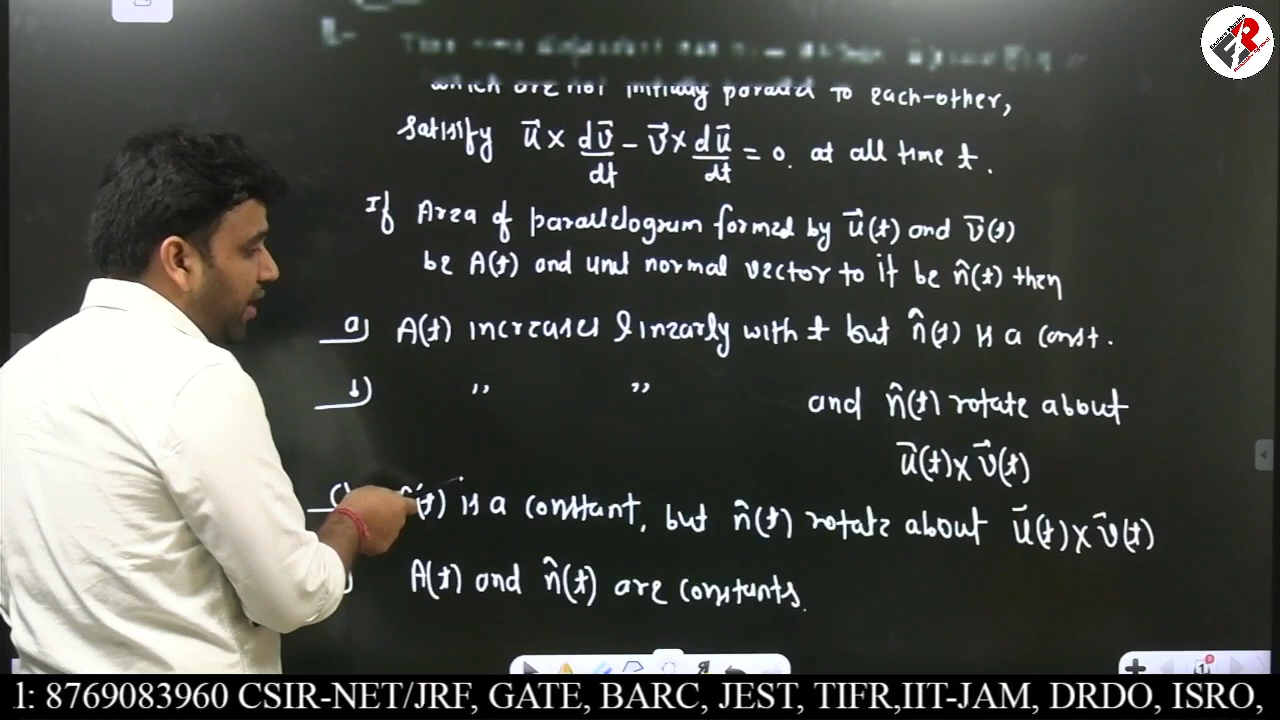 which are not initially parallel to each-other,
satisfy u⃗ × dv⃗/dt − v⃗ × du⃗/dt = 0. at all time t.
If Area of parallelogram formed by u⃗(t) and v⃗(t)
be A(t) and unit normal vector to it be n̂(t) then
a) A(t) increases linearly with t but n̂(t) is a const.
b) " " and n̂(t) rotate about
u⃗(t) × v⃗(t)
is a constant, but n̂(t) rotate about u⃗(t) × v⃗(t)
A(t) and n̂(t) are constants.
1: 8769083960 CSIR-NET/JRF, GATE, BARC, JEST, TIFR,IIT-JAM, DRDO, ISRO,